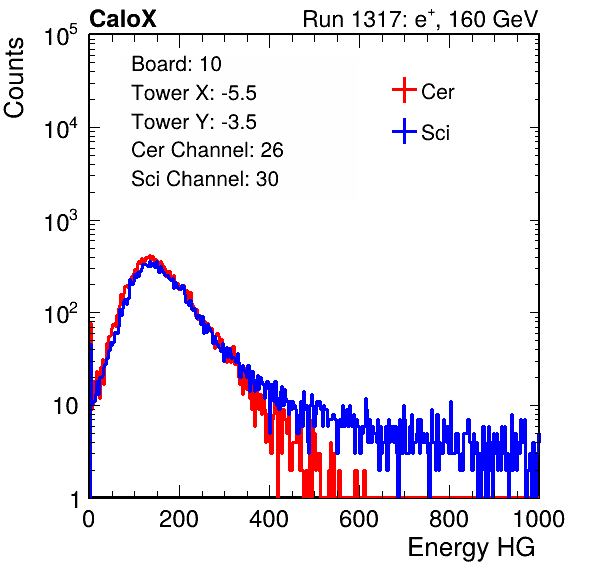 CaloX Run 1317: e⁺, 160 GeV
Counts
Board: 10
Tower X: -5.5
Tower Y: -3.5
Cer Channel: 26
Sci Channel: 30
Cer
Sci
10⁵
10⁴
10³
10²
10
1
0 200 400 600 800 1000
Energy HG